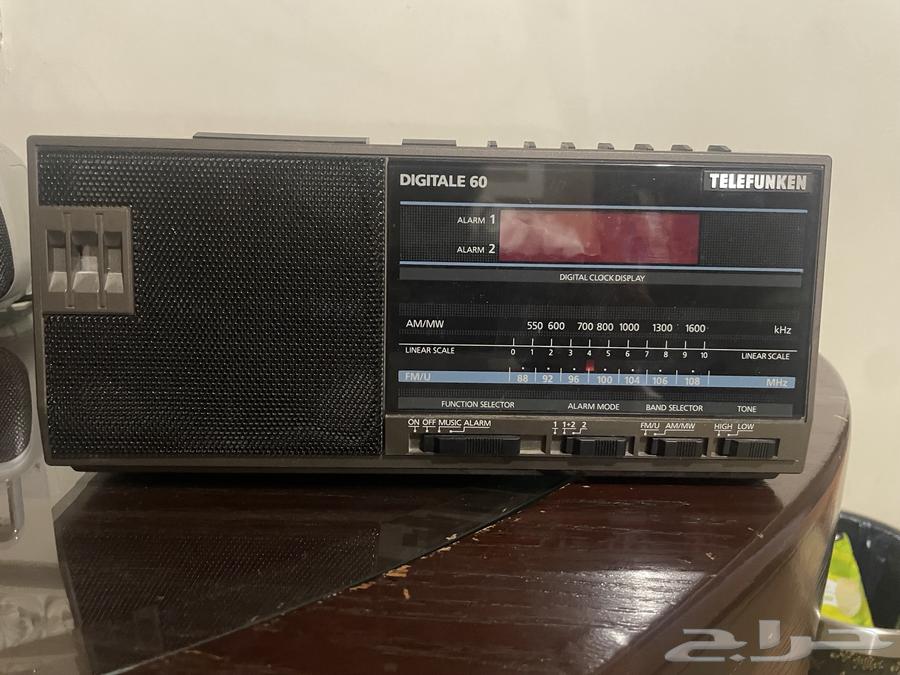 DIGITALE 60
TELEFUNKEN
ALARM 1
ALARM 2
DIGITAL CLOCK DISPLAY
AM/MW 550 600 700 800 1000 1300 1600 kHz
LINEAR SCALE 0 1 2 3 4 5 6 7 8 9 10 LINEAR SCALE
FM/U 88 92 96 100 104 106 108 MHz
FUNCTION SELECTOR ALARM MODE BAND SELECTOR TONE
ON OFF MUSIC ALARM 1 1+2 2 FM/U AM/MW HIGH LOW
حراج